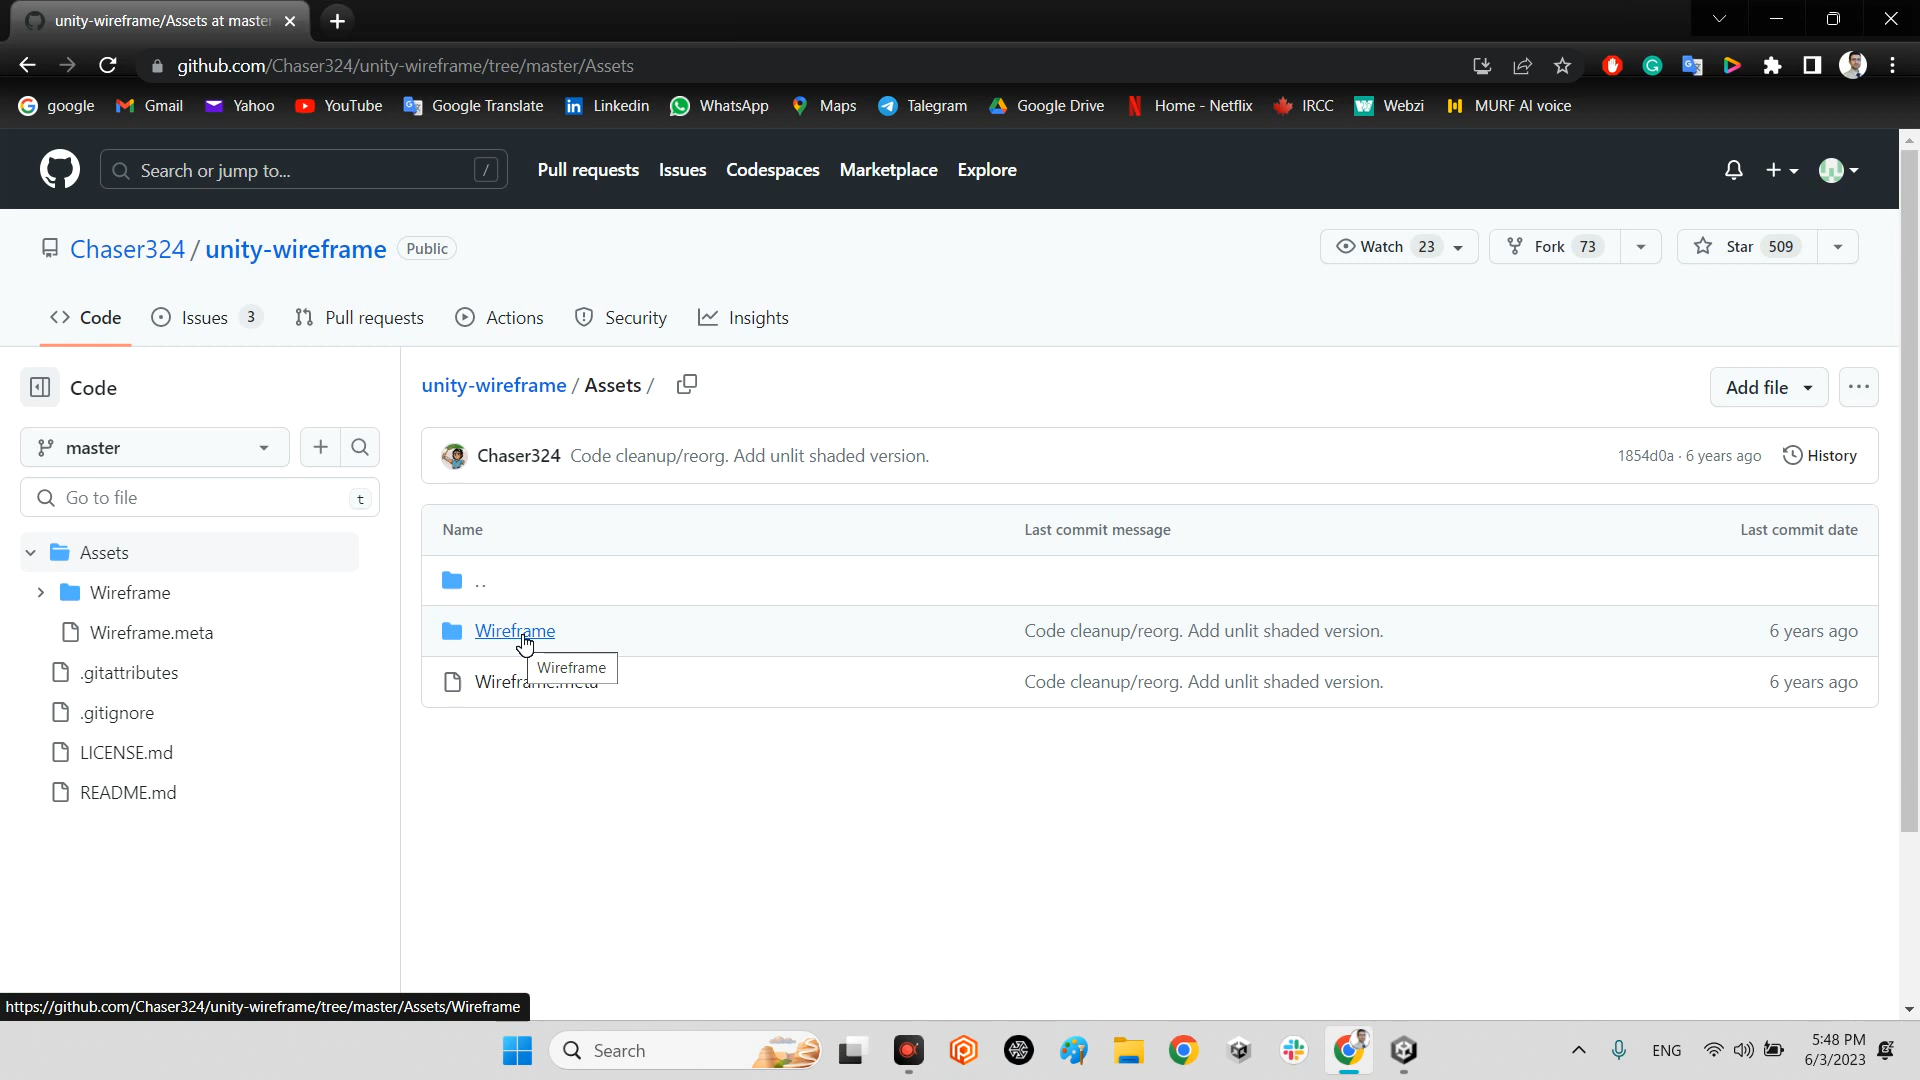 unity-wireframe/Assets at master
github.com/Chaser324/unity-wireframe/tree/master/Assets
google Gmail Yahoo YouTube Google Translate Linkedin WhatsApp Maps Talegram Google Drive Home - Netflix IRCC Webzi MURF AI voice
Search or jump to... / Pull requests Issues Codespaces Marketplace Explore
Chaser324 / unity-wireframe Public Watch 23 Fork 73 Star 509
Code Issues 3 Pull requests Actions Security Insights
Code
unity-wireframe / Assets / Add file
master
Chaser324 Code cleanup/reorg. Add unlit shaded version. 1854d0a · 6 years ago History
Go to file t
Name Last commit message Last commit date
Assets
..
Wireframe
Wireframe Code cleanup/reorg. Add unlit shaded version. 6 years ago
Wireframe.meta
Wireframe
Wireframe.meta Code cleanup/reorg. Add unlit shaded version. 6 years ago
.gitattributes
.gitignore
LICENSE.md
README.md
https://github.com/Chaser324/unity-wireframe/tree/master/Assets/Wireframe
Search ENG 5:48 PM
6/3/2023